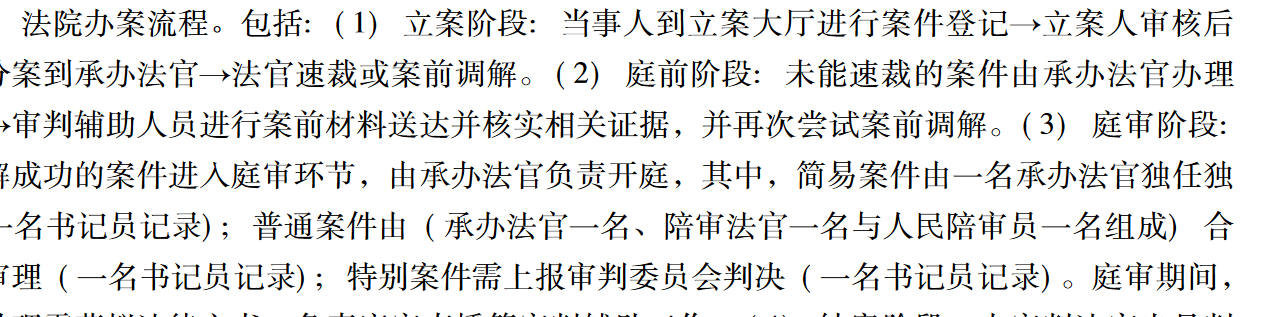 法院办案流程。包括:(1) 立案阶段: 当事人到立案大厅进行案件登记→立案人审核后
案到承办法官→法官速裁或案前调解。(2) 庭前阶段: 未能速裁的案件由承办法官办理
→审判辅助人员进行案前材料送达并核实相关证据，并再次尝试案前调解。(3) 庭审阶段:
成功的案件进入庭审环节，由承办法官负责开庭，其中，简易案件由一名承办法官独任独
一名书记员记录); 普通案件由 (承办法官一名、陪审法官一名与人民陪审员一名组成) 合
理 (一名书记员记录); 特别案件需上报审判委员会判决 (一名书记员记录)。庭审期间，